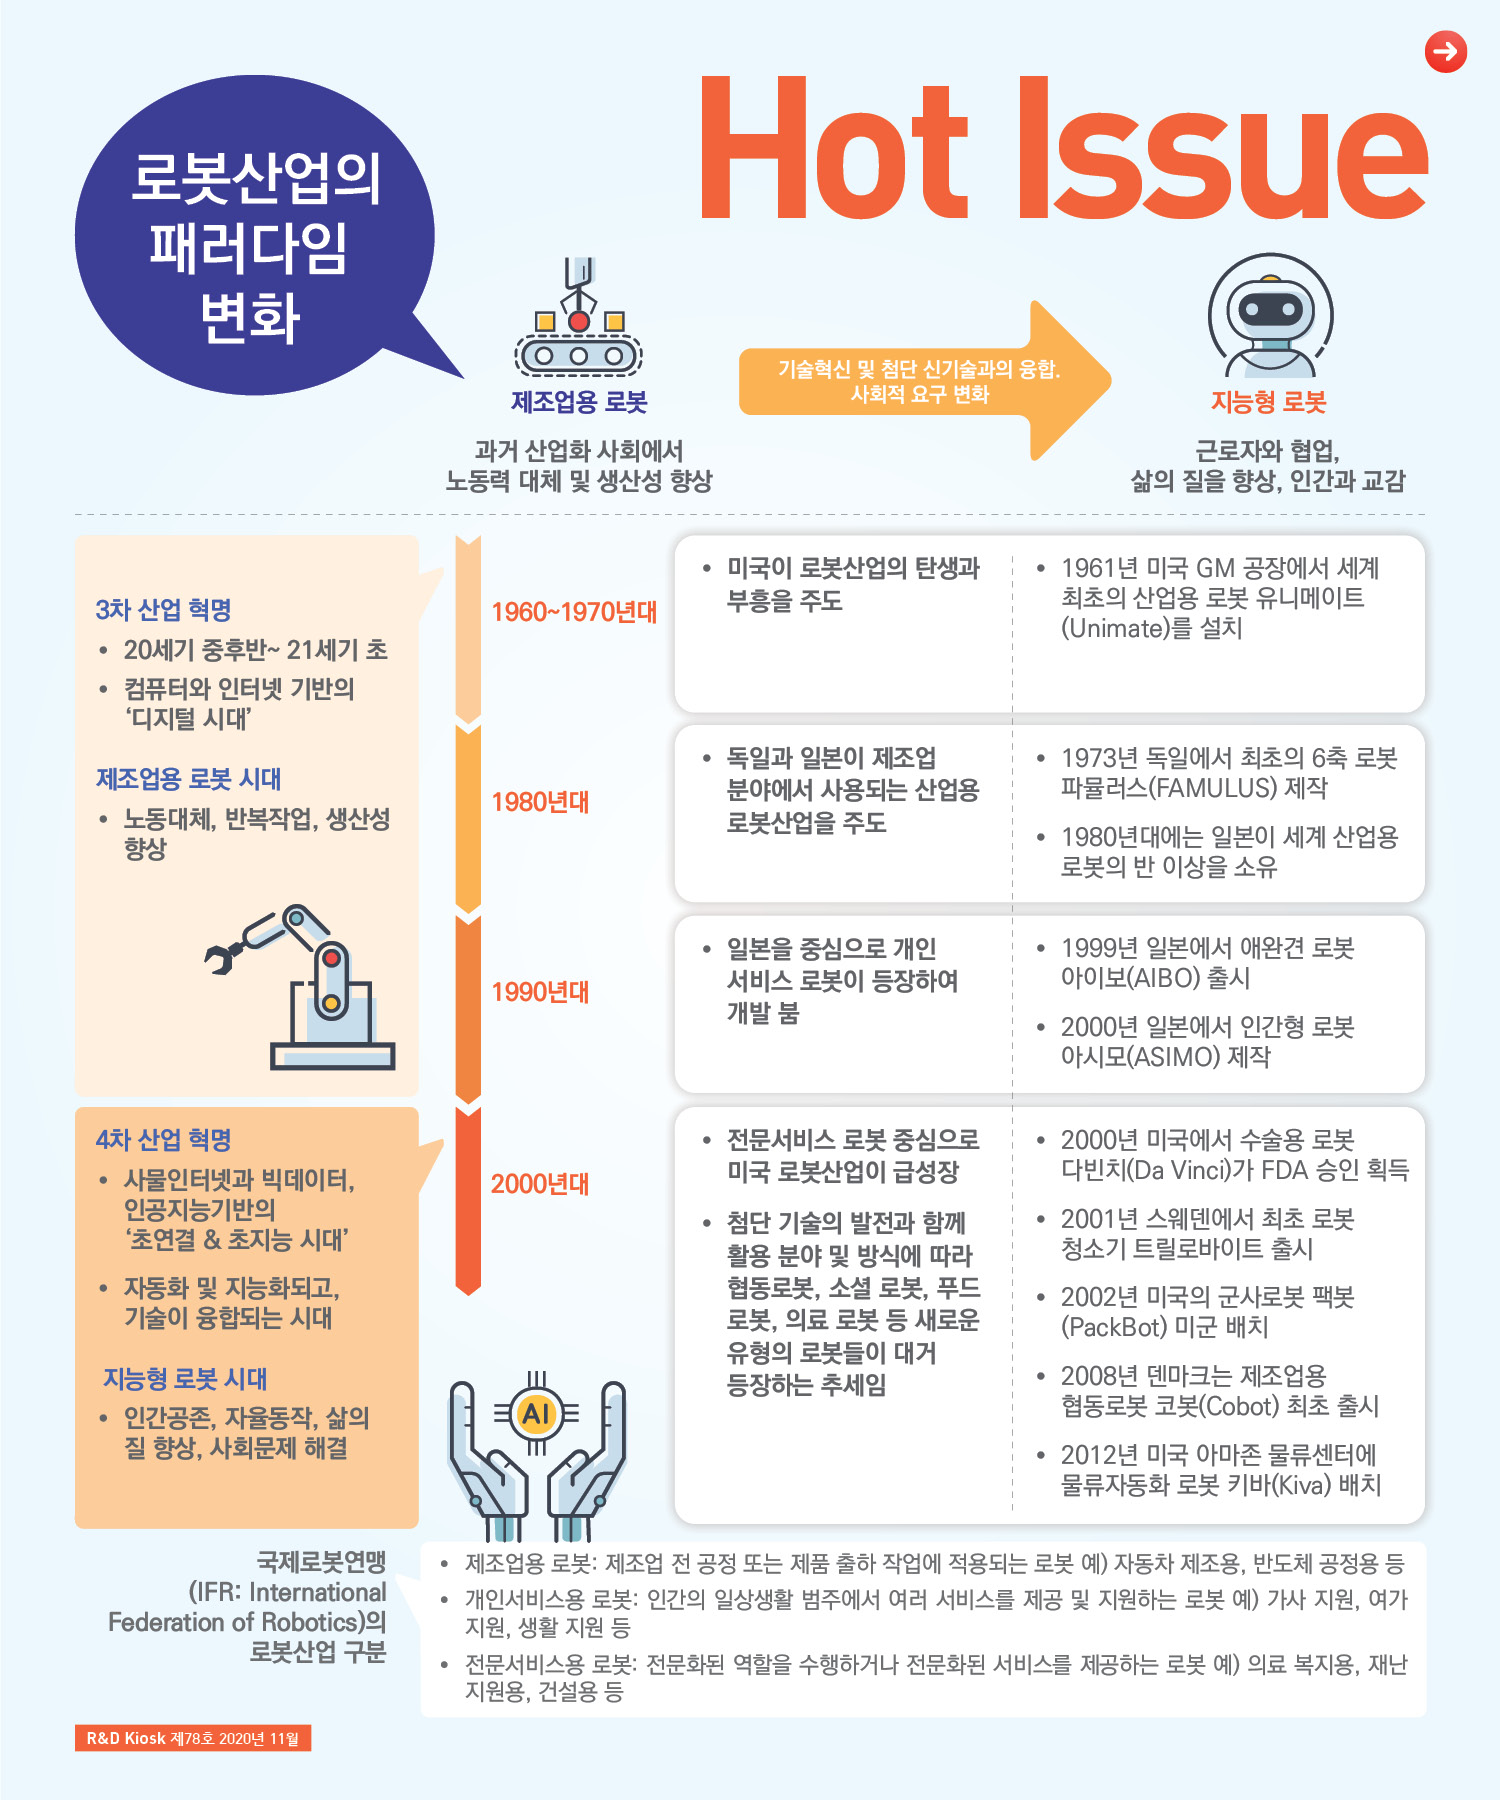 로봇산업의
패러다임
변화
Hot Issue
제조업용 로봇
과거 산업화 사회에서
노동력 대체 및 생산성 향상
기술혁신 및 첨단 신기술과의 융합.
사회적 요구 변화
지능형 로봇
근로자와 협업,
삶의 질을 향상, 인간과 교감
3차 산업 혁명
• 20세기 중후반~ 21세기 초
• 컴퓨터와 인터넷 기반의
‘디지털 시대’
제조업용 로봇 시대
• 노동대체, 반복작업, 생산성
향상
1960~1970년대
• 미국이 로봇산업의 탄생과
부흥을 주도
• 1961년 미국 GM 공장에서 세계
최초의 산업용 로봇 유니메이트
(Unimate)를 설치
1980년대
• 독일과 일본이 제조업
분야에서 사용되는 산업용
로봇산업을 주도
• 1973년 독일에서 최초의 6축 로봇
파뮬러스(FAMULUS) 제작
• 1980년대에는 일본이 세계 산업용
로봇의 반 이상을 소유
1990년대
• 일본을 중심으로 개인
서비스 로봇이 등장하여
개발 붐
• 1999년 일본에서 애완견 로봇
아이보(AIBO) 출시
• 2000년 일본에서 인간형 로봇
아시모(ASIMO) 제작
4차 산업 혁명
• 사물인터넷과 빅데이터,
인공지능기반의
‘초연결 & 초지능 시대’
• 자동화 및 지능화되고,
기술이 융합되는 시대
지능형 로봇 시대
• 인간공존, 자율동작, 삶의
질 향상, 사회문제 해결
2000년대
AI
• 전문서비스 로봇 중심으로
미국 로봇산업이 급성장
• 첨단 기술의 발전과 함께
활용 분야 및 방식에 따라
협동로봇, 소셜 로봇, 푸드
로봇, 의료 로봇 등 새로운
유형의 로봇들이 대거
등장하는 추세임
• 2000년 미국에서 수술용 로봇
다빈치(Da Vinci)가 FDA 승인 획득
• 2001년 스웨덴에서 최초 로봇
청소기 트릴로바이트 출시
• 2002년 미국의 군사로봇 팩봇
(PackBot) 미군 배치
• 2008년 덴마크는 제조업용
협동로봇 코봇(Cobot) 최초 출시
• 2012년 미국 아마존 물류센터에
물류자동화 로봇 키바(Kiva) 배치
국제로봇연맹
(IFR: International
Federation of Robotics)의
로봇산업 구분
• 제조업용 로봇: 제조업 전 공정 또는 제품 출하 작업에 적용되는 로봇 예) 자동차 제조용, 반도체 공정용 등
• 개인서비스용 로봇: 인간의 일상생활 범주에서 여러 서비스를 제공 및 지원하는 로봇 예) 가사 지원, 여가
지원, 생활 지원 등
• 전문서비스용 로봇: 전문화된 역할을 수행하거나 전문화된 서비스를 제공하는 로봇 예) 의료 복지용, 재난
지원용, 건설용 등
R&D Kiosk 제78호 2020년 11월